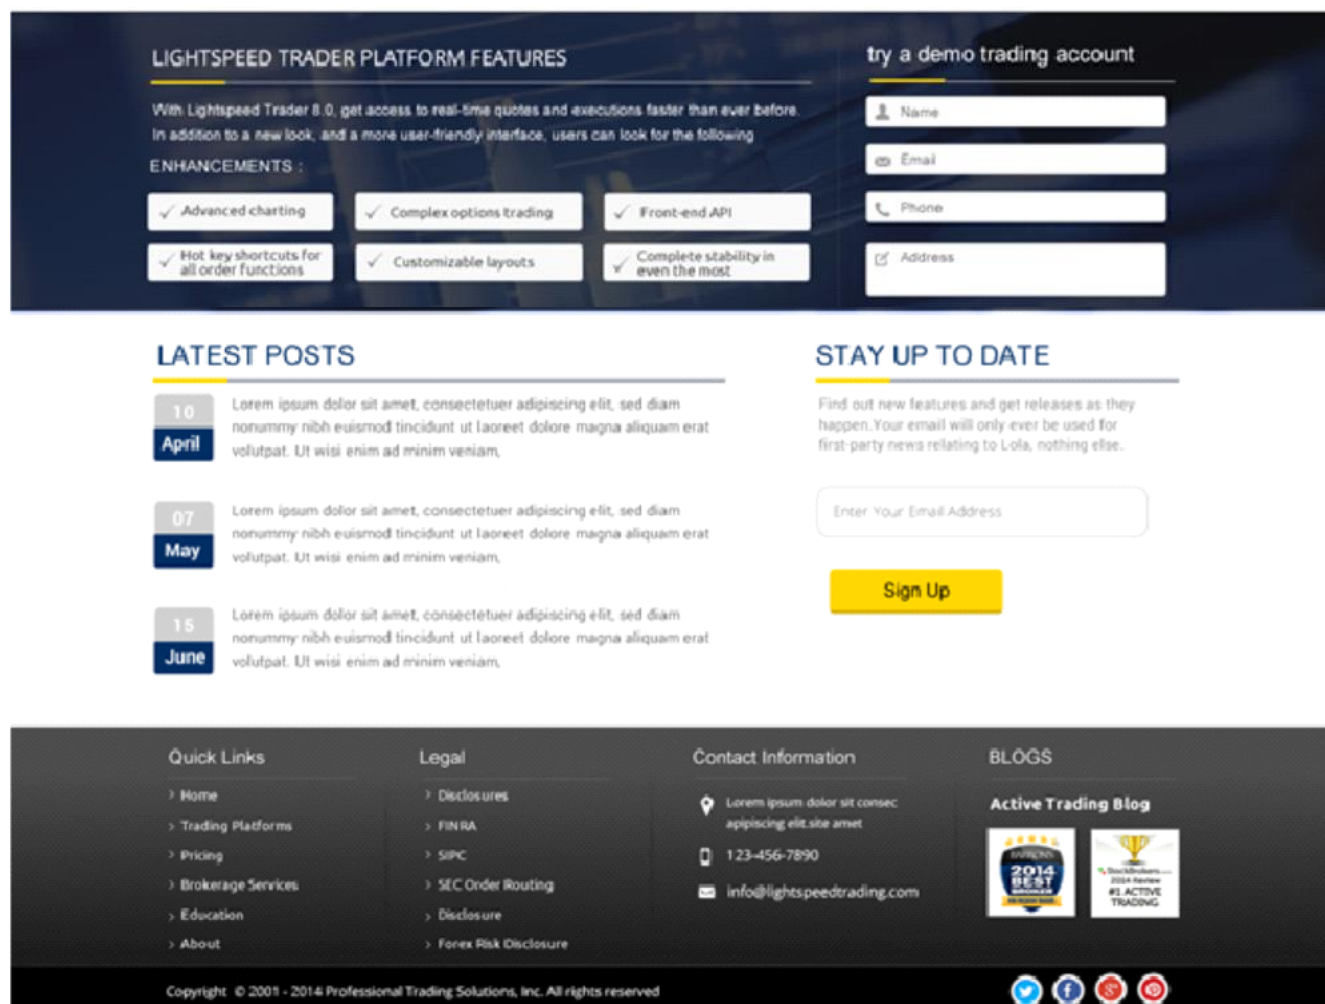 LIGHTSPEED TRADER PLATFORM FEATURES
With Lightspeed Trader 8.0, get access to real-time quotes and executions faster than ever before.
In addition to a new look, and a more user-friendly interface, users can look for the following
ENHANCEMENTS :
Advanced charting
Complex options trading
Front-end API
Hot key shortcuts for
all order functions
Customizable layouts
Complete stability in
even the most
try a demo trading account
Name
Email
Phone
Address
LATEST POSTS
10
April
Lorem ipsum dolor sit amet, consectetuer adipiscing elit, sed diam
nonummy nibh euismod tincidunt ut laoreet dolore magna aliquam erat
volutpat. Ut wisi enim ad minim veniam,
07
May
Lorem ipsum dolor sit amet, consectetuer adipiscing elit, sed diam
nonummy nibh euismod tincidunt ut laoreet dolore magna aliquam erat
volutpat. Ut wisi enim ad minim veniam,
15
June
Lorem ipsum dolor sit amet, consectetuer adipiscing elit, sed diam
nonummy nibh euismod tincidunt ut laoreet dolore magna aliquam erat
volutpat. Ut wisi enim ad minim veniam,
STAY UP TO DATE
Find out new features and get releases as they
happen.Your email will only ever be used for
first-party news relating to Lola, nothing else.
Enter Your Email Address
Sign Up
Quick Links
Home
Trading Platforms
Pricing
Brokerage Services
Education
About
Legal
Disclosures
FINRA
SIPC
SEC Order Routing
Disclosure
Forex Risk Disclosure
Contact Information
Lorem ipsum dolor sit consec
apipiscing elit.site amet
123-456-7890
info@lightspeedtrading.com
BLOGS
Active Trading Blog
BARRON'S
2014
BEST
BROKER
StockBrokers
2014 Review
#1 ACTIVE
TRADING
Copyright © 2001 - 2014 Professional Trading Solutions, Inc. All rights reserved